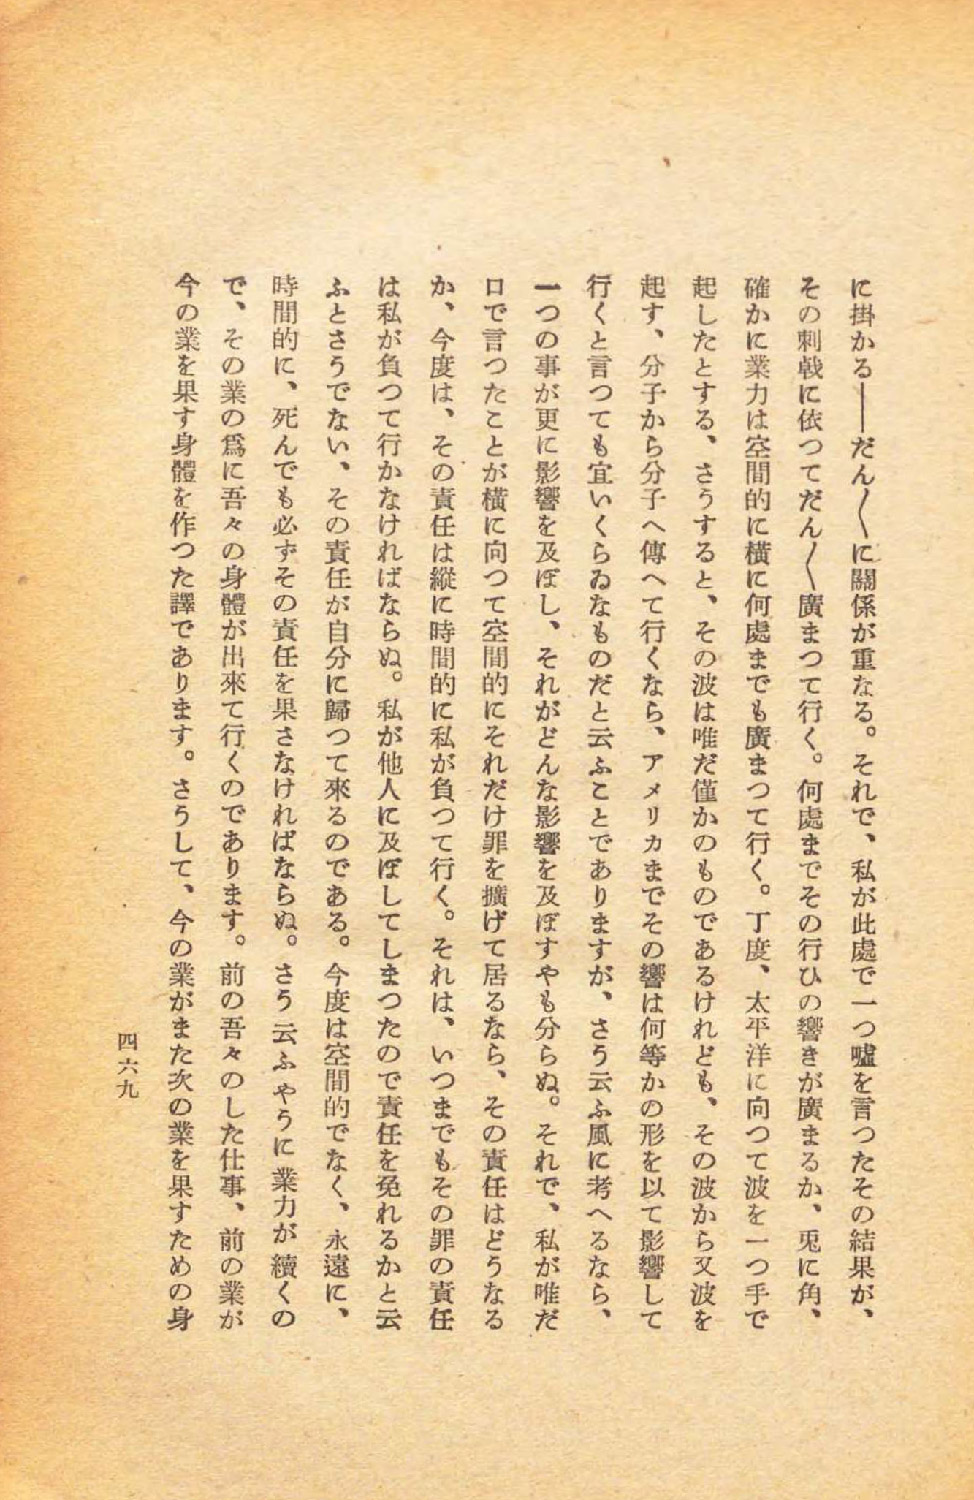 に掛かる――だん〱に關係が重なる。それで、私が此處で一つ嘘を言つたその結果が、
その刺戟に依つてだん〱廣まつて行く。何處までその行ひの響きが廣まるか、兎に角、
確かに業力は空間的に橫に何處までも廣まつて行く。丁度、太平洋に向つて波を一つ手で
起したとする、さうすると、その波は唯だ僅かのものであるけれども、その波から又波を
起す、分子から分子へ傳へて行くなら、アメリカまでその響は何等かの形を以て影響して
行くと言つても宜いくらゐなものだと云ふことでありますが、さう云ふ風に考へるなら、
一つの事が更に影響を及ぼし、それがどんな影響を及ぼすやも分らぬ。それで、私が唯だ
口で言つたことが橫に向つて空間的にそれだけ罪を擴げて居るなら、その責任はどうなる
か、今度は、その責任は縱に時間的に私が負つて行く。それは、いつまでもその罪の責任
は私が負つて行かなければならぬ。私が他人に及ぼしてしまつたので責任を免れるかと云
ふとさうでない、その責任が自分に歸つて來るのである。今度は空間的でなく、永遠に、
時間的に、死んでも必ずその責任を果さなければならぬ。さう云ふやうに業力が續くの
で、その業の爲に吾々の身體が出來て行くのであります。前の吾々のした仕事、前の業が
今の業を果す身體を作つた譯であります。さうして、今の業がまた次の業を果すための身
四六九